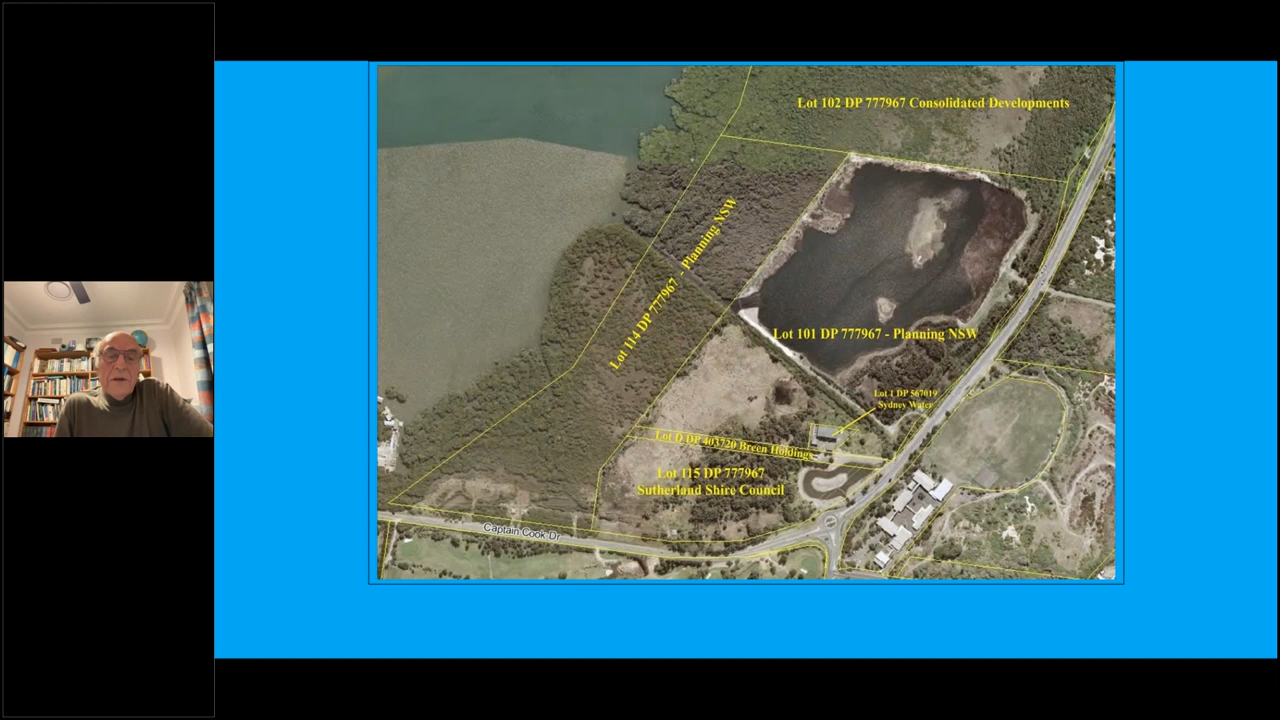 Lot 102 DP 777967 Consolidated Developments
Lot 114 DP 777967 - Planning NSW
Lot 101 DP 777967 - Planning NSW
Lot 1 DP 567019
Sydney Water
Lot D DP 403720 Breen Holdings
Lot 115 DP 777967
Sutherland Shire Council
Captain Cook Dr